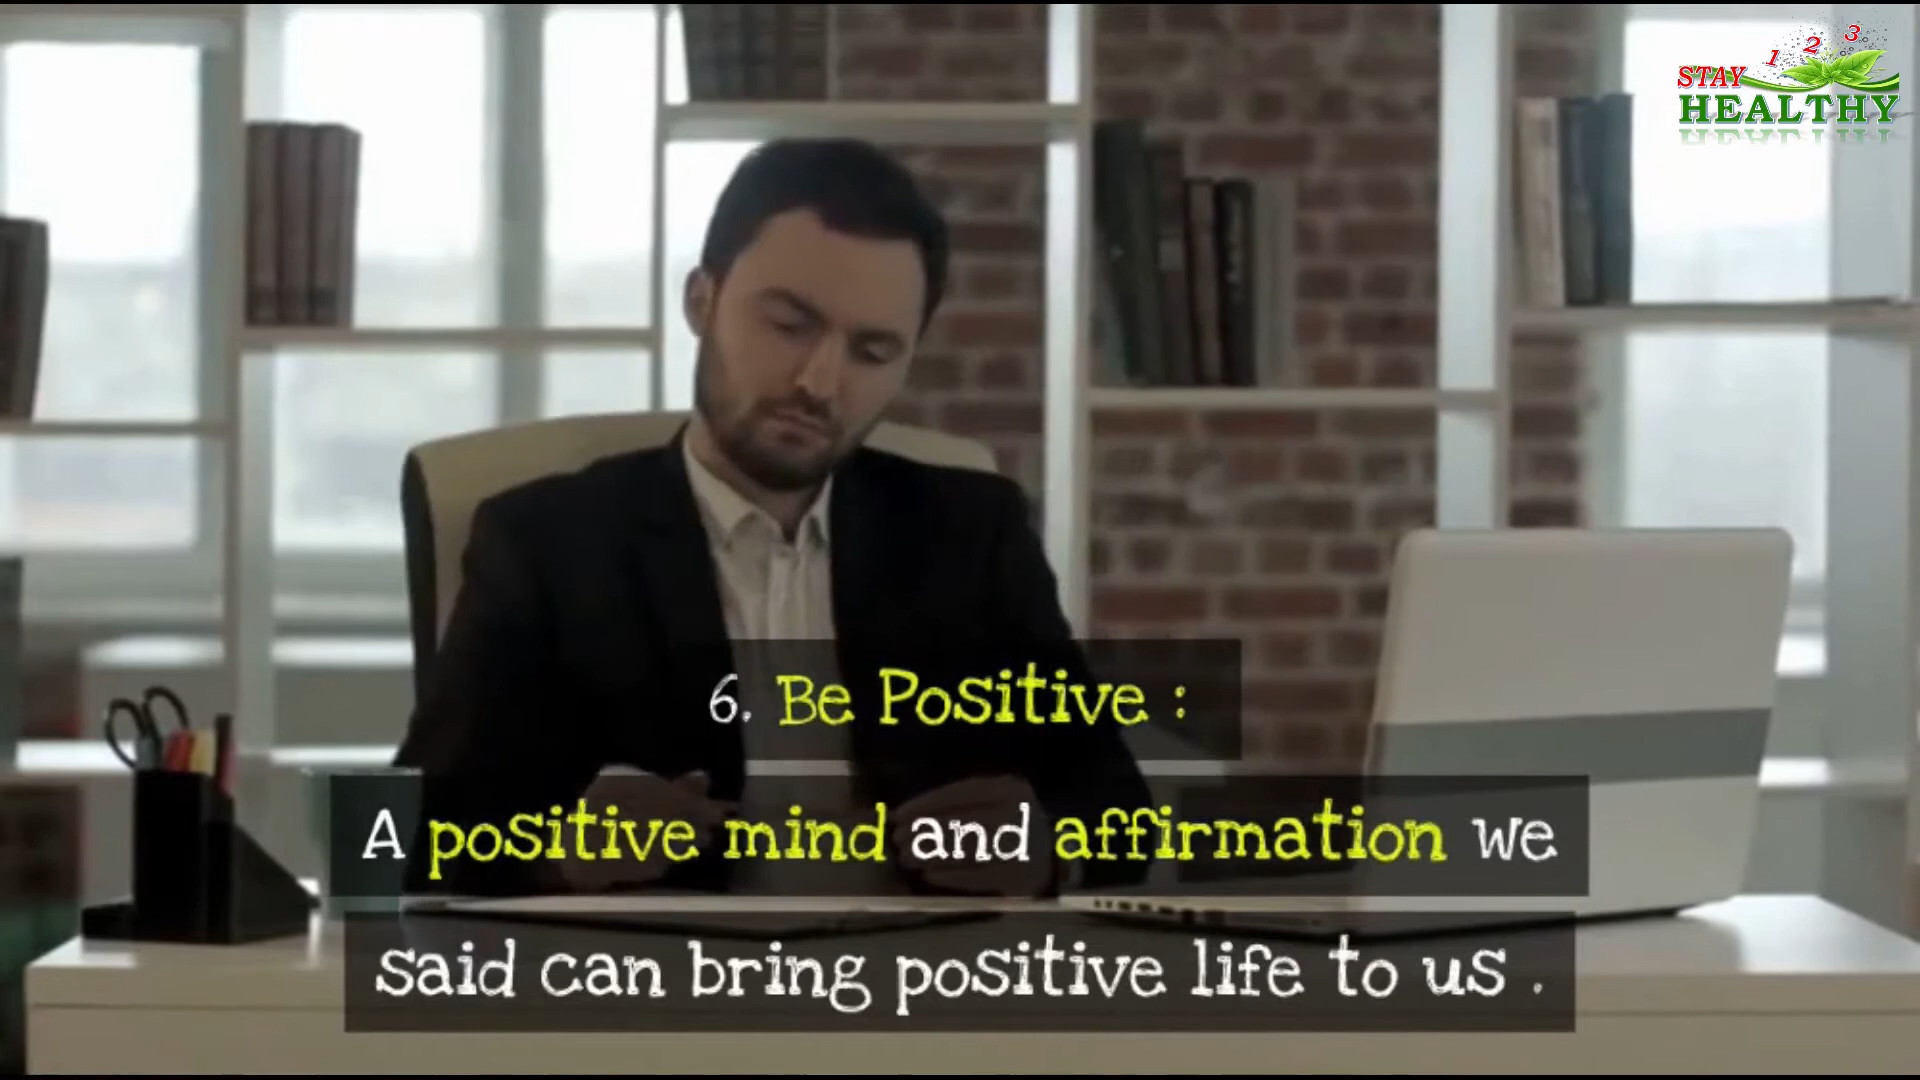 1 2 3
STAY
HEALTHY
6. Be Positive :
A positive mind and affirmation we
said can bring positive life to us .